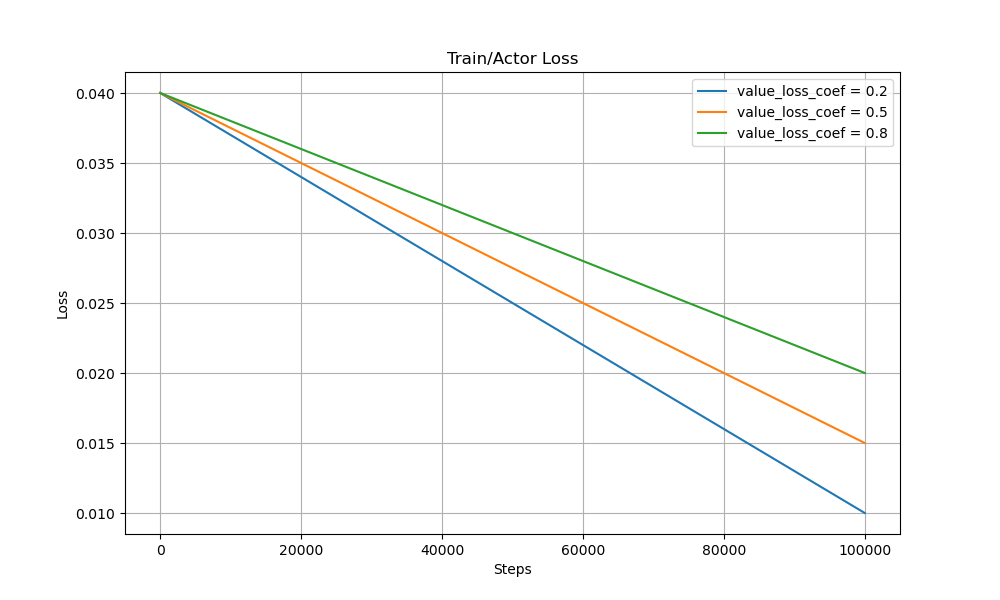 Train/Actor Loss
value_loss_coef = 0.2
value_loss_coef = 0.5
value_loss_coef = 0.8
0.040
0.035
0.030
0.025
0.020
0.015
0.010
Loss
0 20000 40000 60000 80000 100000
Steps